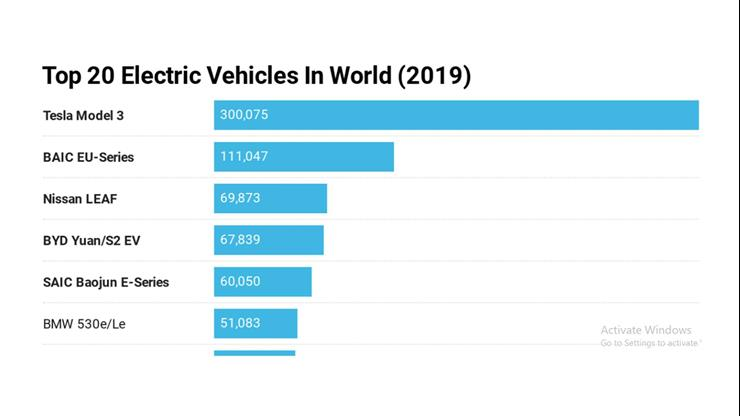 Top 20 Electric Vehicles In World (2019)
Tesla Model 3 300,075
BAIC EU-Series 111,047
Nissan LEAF 69,873
BYD Yuan/S2 EV 67,839
SAIC Baojun E-Series 60,050
BMW 530e/Le 51,083
Activate Windows
Go to Settings to activate